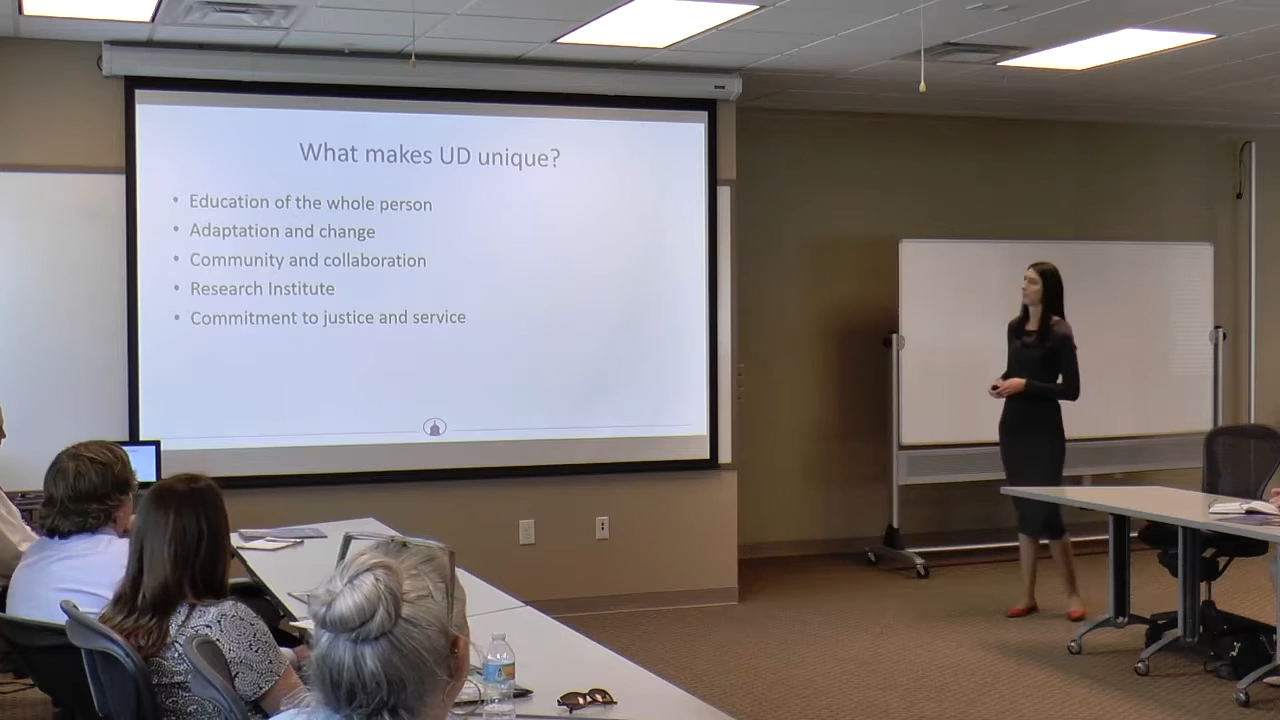 What makes UD unique?
• Education of the whole person
• Adaptation and change
• Community and collaboration
• Research Institute
• Commitment to justice and service